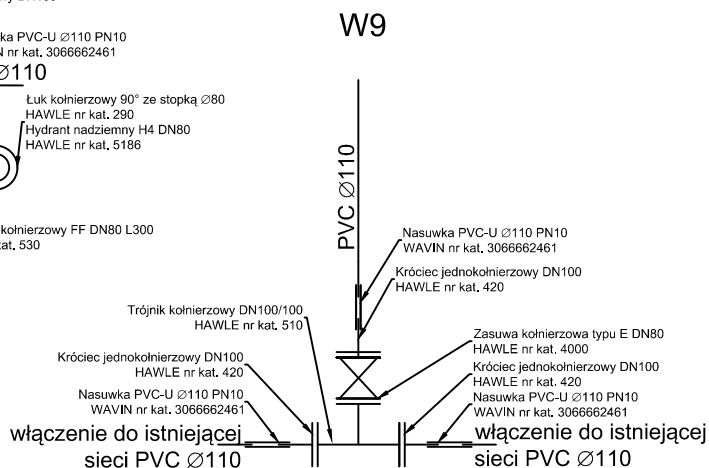 ka PVC-U Ø110 PN10
nr kat. 3066662461
Ø110
Łuk kołnierzowy 90° ze stopką Ø80
HAWLE nr kat. 290
Hydrant nadziemny H4 DN80
HAWLE nr kat. 5186
kołnierzowy FF DN80 L300
kat. 530
W9
PVC Ø110
Nasuwka PVC-U Ø110 PN10
WAVIN nr kat. 3066662461
Króciec jednokołnierzowy DN100
HAWLE nr kat. 420
Trójnik kołnierzowy DN100/100
HAWLE nr kat. 510
Króciec jednokołnierzowy DN100
HAWLE nr kat. 420
Nasuwka PVC-U Ø110 PN10
WAVIN nr kat. 3066662461
włączenie do istniejącej
sieci PVC Ø110
Zasuwa kołnierzowa typu E DN80
HAWLE nr kat. 4000
Króciec jednokołnierzowy DN100
HAWLE nr kat. 420
Nasuwka PVC-U Ø110 PN10
WAVIN nr kat. 3066662461
włączenie do istniejącej
sieci PVC Ø110